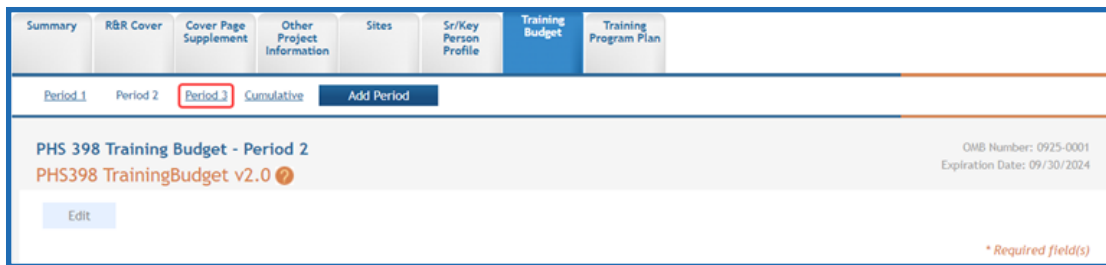 Summary
R&R Cover
Cover Page
Supplement
Other
Project
Information
Sites
Sr/Key
Person
Profile
Training
Budget
Training
Program Plan
Period 1 Period 2 Period 3 Cumulative Add Period
PHS 398 Training Budget - Period 2
OMB Number: 0925-0001
PHS398 TrainingBudget v2.0 ?
Expiration Date: 09/30/2024
Edit
* Required field(s)